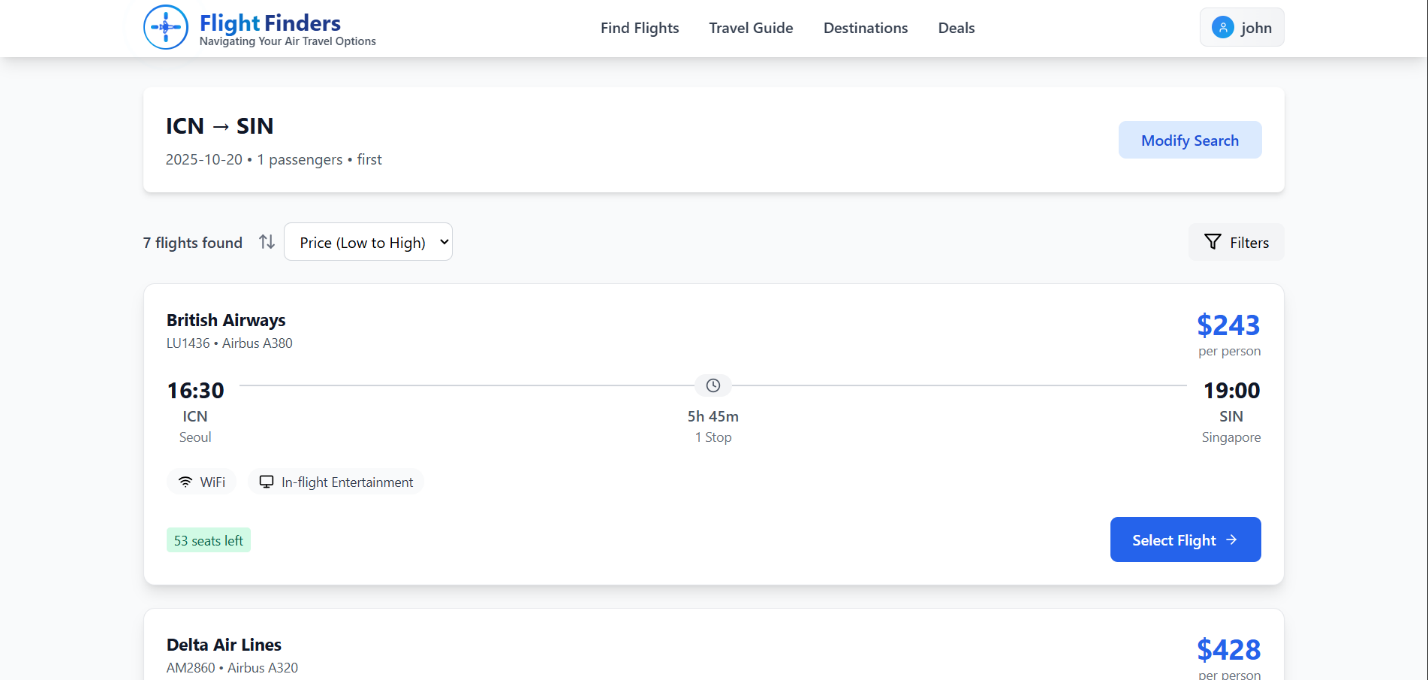 Flight Finders
Navigating Your Air Travel Options
Find Flights
Travel Guide
Destinations
Deals
john
ICN → SIN
2025-10-20 • 1 passengers • first
Modify Search
7 flights found
Price (Low to High)
Filters
British Airways
$243
LU1436 • Airbus A380
per person
16:30
19:00
ICN
5h 45m
SIN
Seoul
1 Stop
Singapore
WiFi
In-flight Entertainment
53 seats left
Select Flight →
Delta Air Lines
$428
AM2860 • Airbus A320
per person